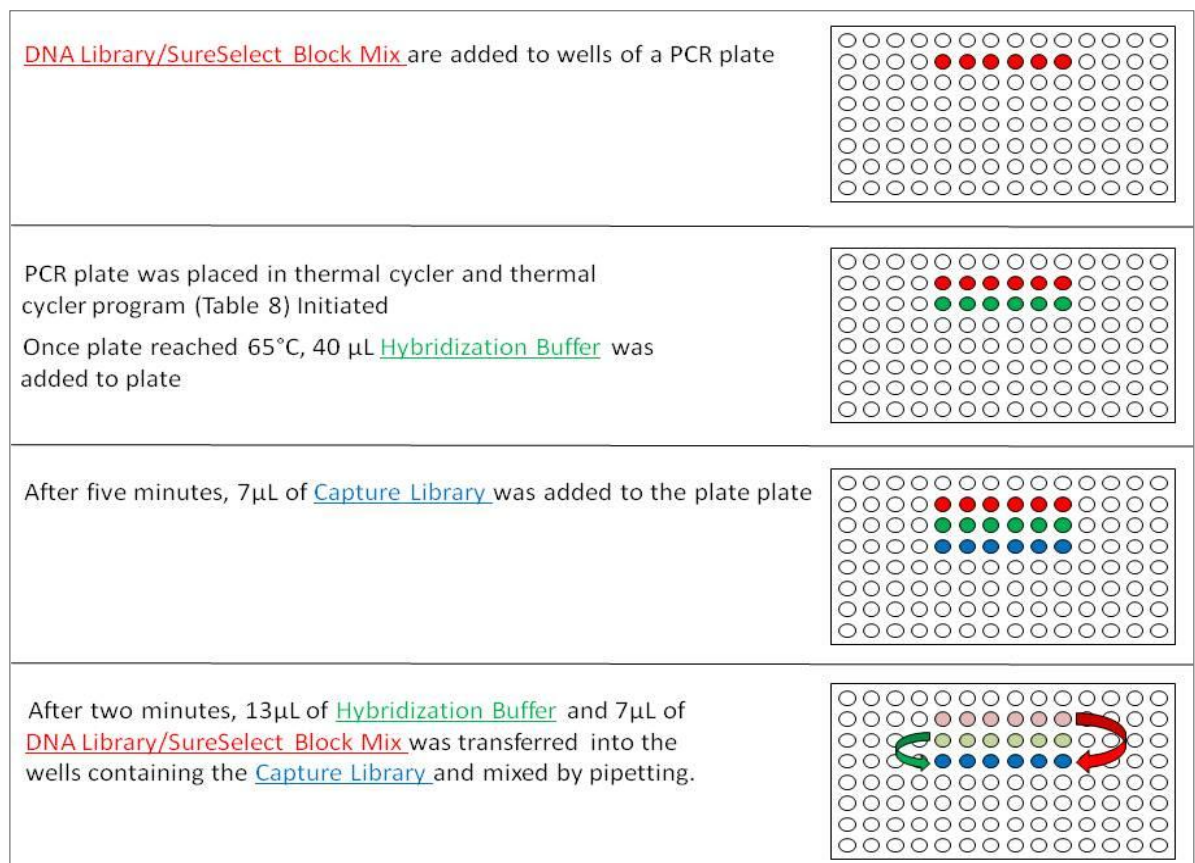 DNA Library/SureSelect Block Mix are added to wells of a PCR plate
PCR plate was placed in thermal cycler and thermal
cycler program (Table 8) Initiated
Once plate reached 65°C, 40 µL Hybridization Buffer was
added to plate
After five minutes, 7µL of Capture Library was added to the plate plate
After two minutes, 13µL of Hybridization Buffer and 7µL of
DNA Library/SureSelect Block Mix was transferred into the
wells containing the Capture Library and mixed by pipetting.